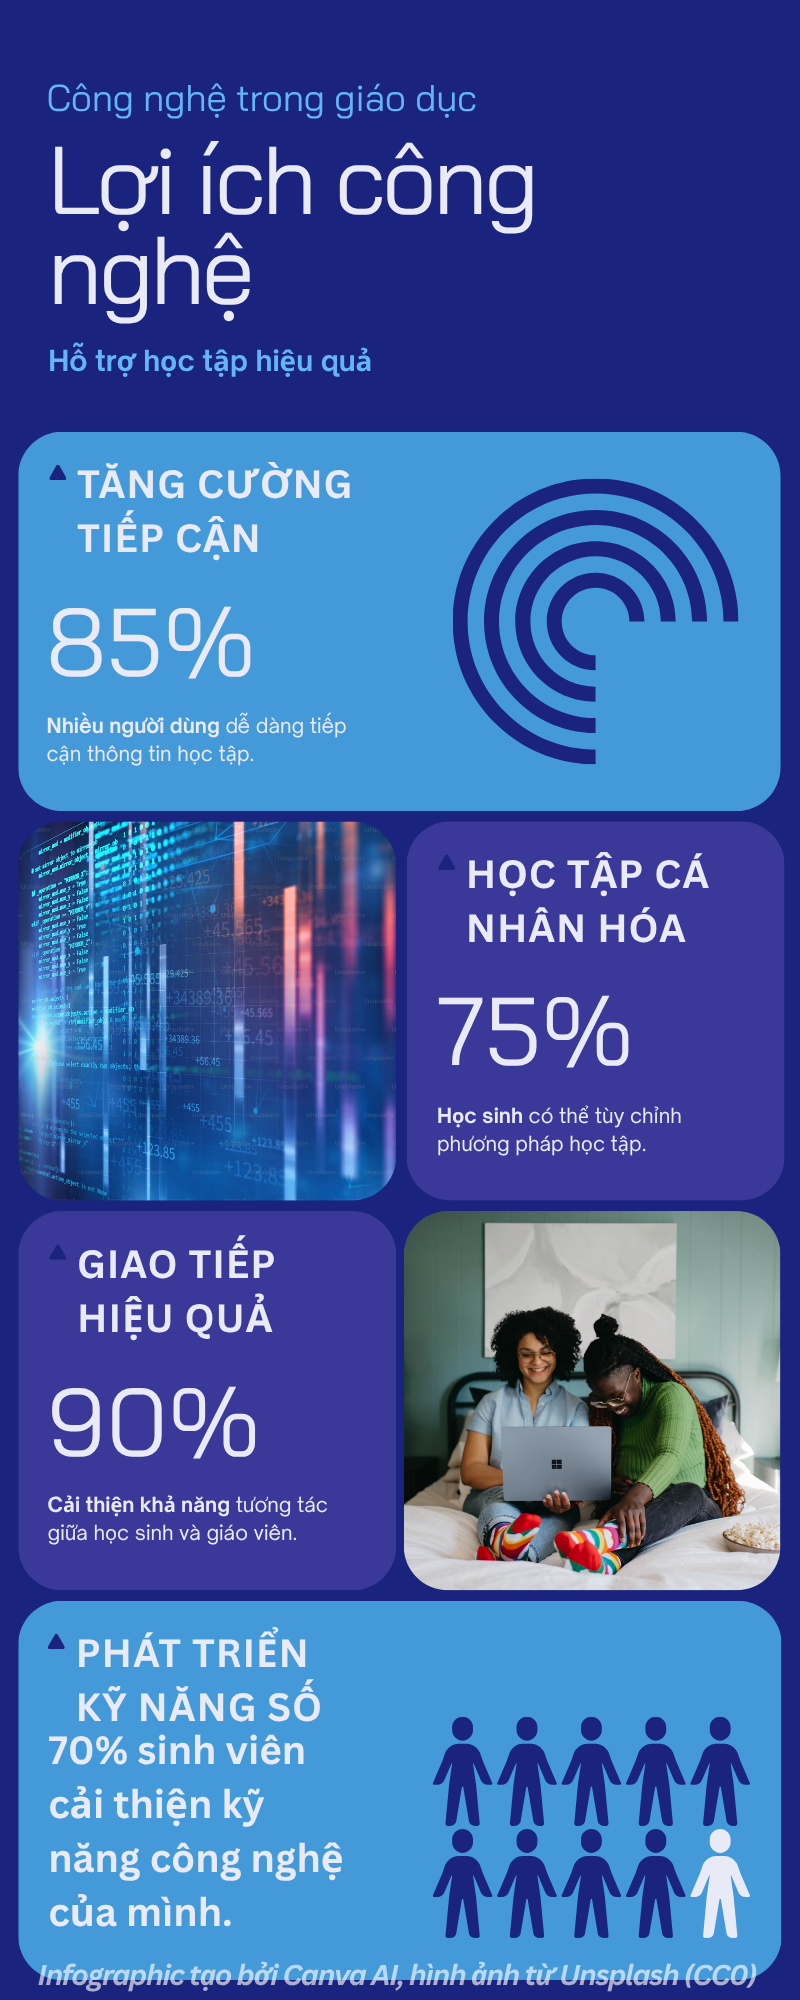 Công nghệ trong giáo dục
Lợi ích công
nghệ
Hỗ trợ học tập hiệu quả
TĂNG CƯỜNG
TIẾP CẬN
85%
Nhiều người dùng dễ dàng tiếp
cận thông tin học tập.
HỌC TẬP CÁ
NHÂN HÓA
75%
Học sinh có thể tùy chỉnh
phương pháp học tập.
GIAO TIẾP
HIỆU QUẢ
90%
Cải thiện khả năng tương tác
giữa học sinh và giáo viên.
PHÁT TRIỂN
KỸ NĂNG SỐ
70% sinh viên
cải thiện kỹ
năng công nghệ
của mình.
Infographic tạo bởi Canva AI, hình ảnh từ Unsplash (CC0)